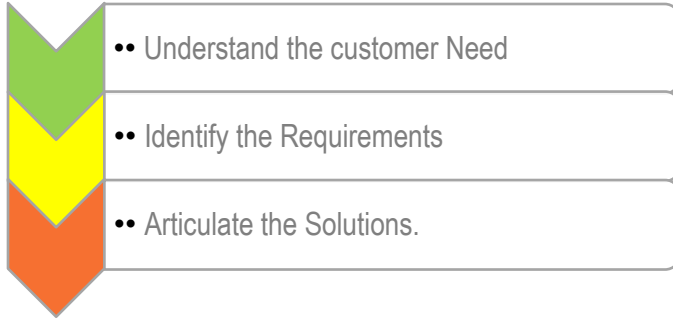 •• Understand the customer Need
•• Identify the Requirements
•• Articulate the Solutions.